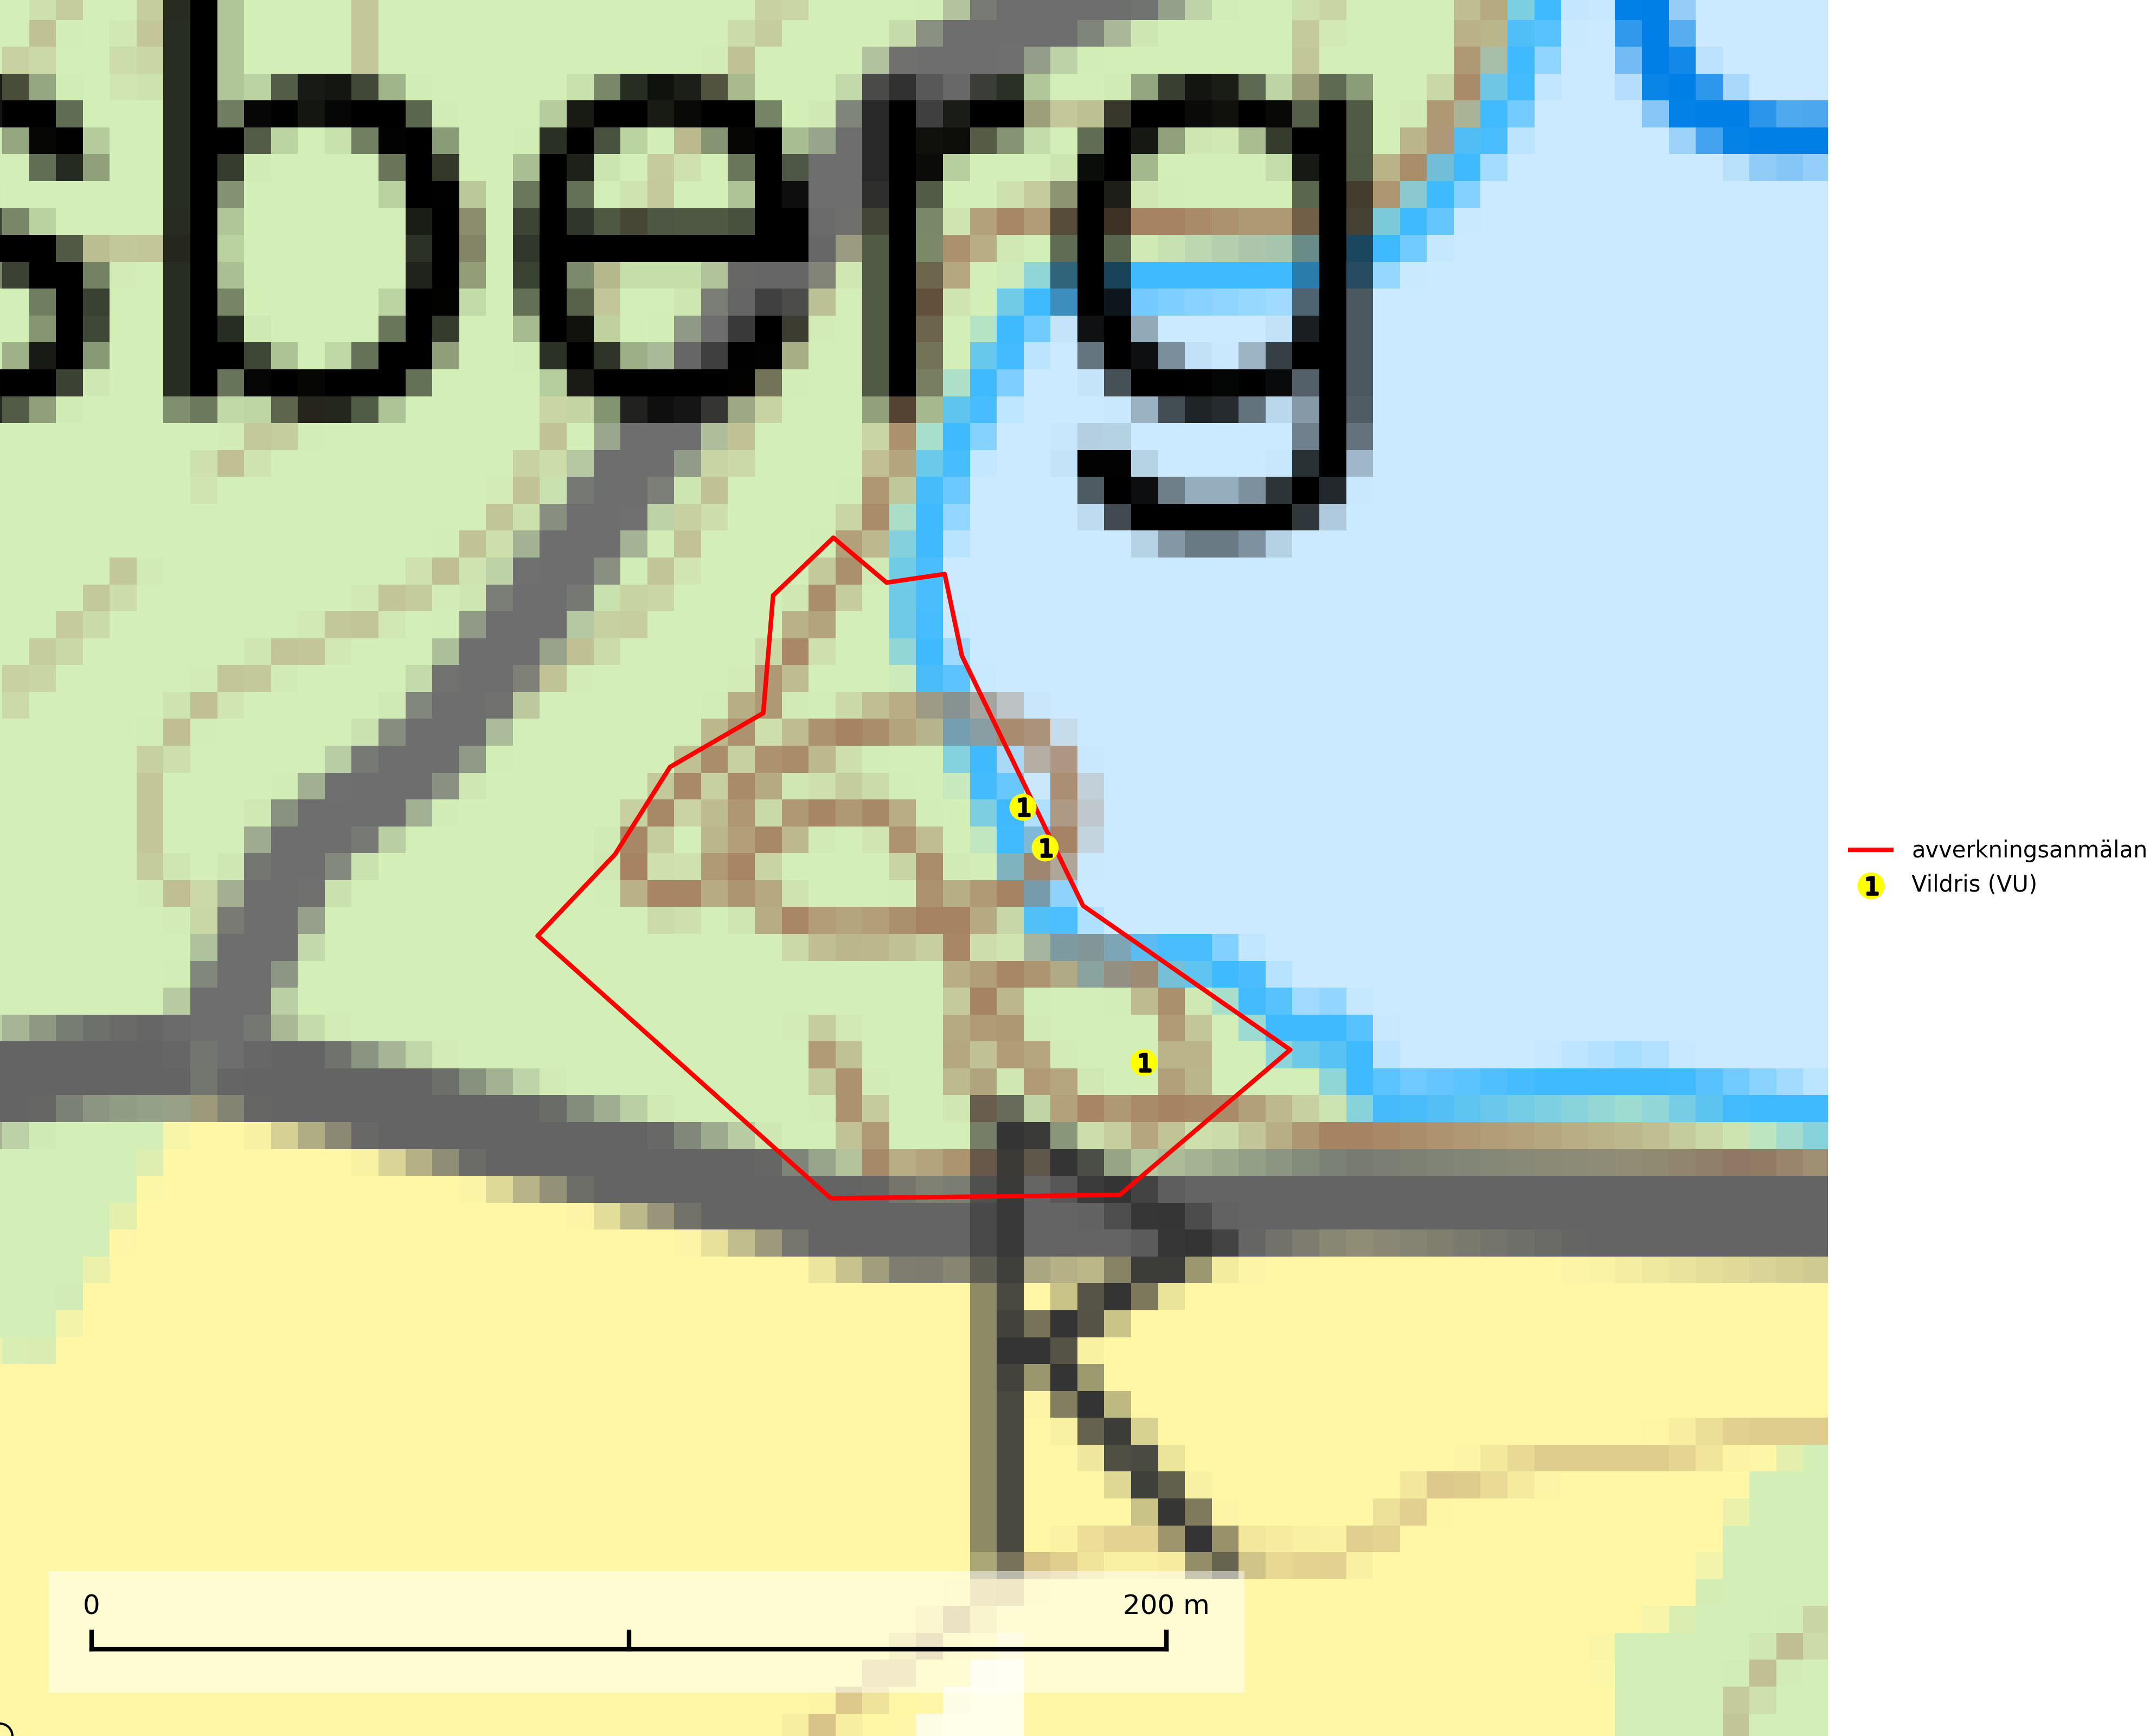 sberg
1
1
1
avverkningsanmälan
1 Vildris (VU)
0 200 m